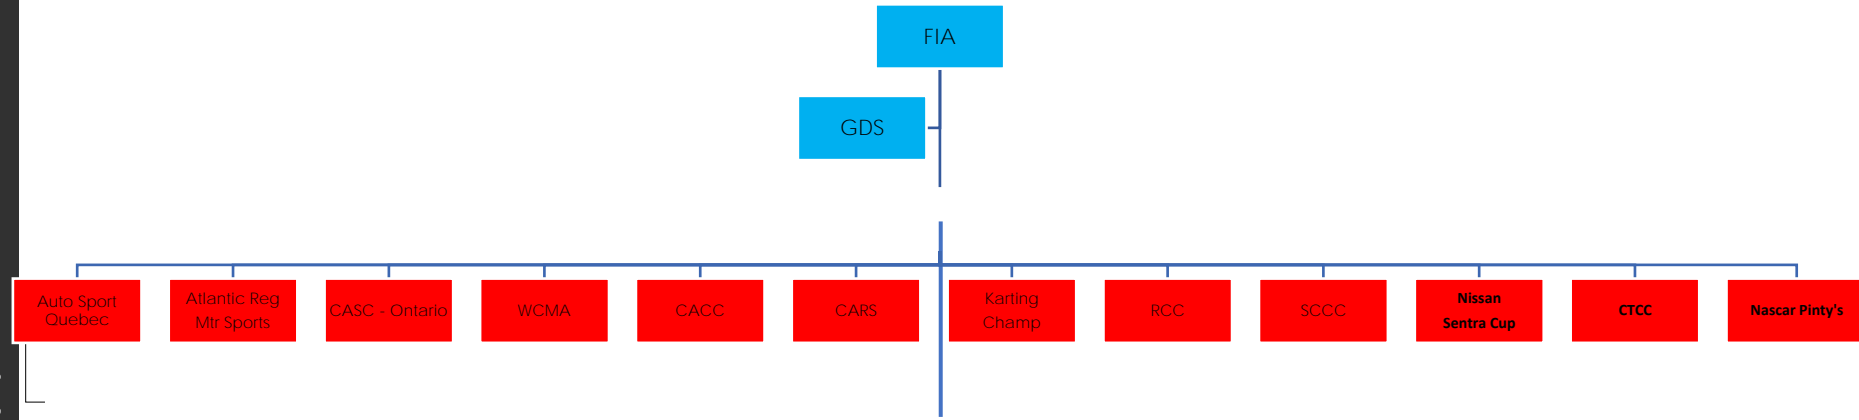 FIA
GDS
Auto Sport
Quebec
Atlantic Reg
Mtr Sports
CASC - Ontario
WCMA
CACC
CARS
Karting
Champ
RCC
SCCC
Nissan
Sentra Cup
CTCC
Nascar Pinty's